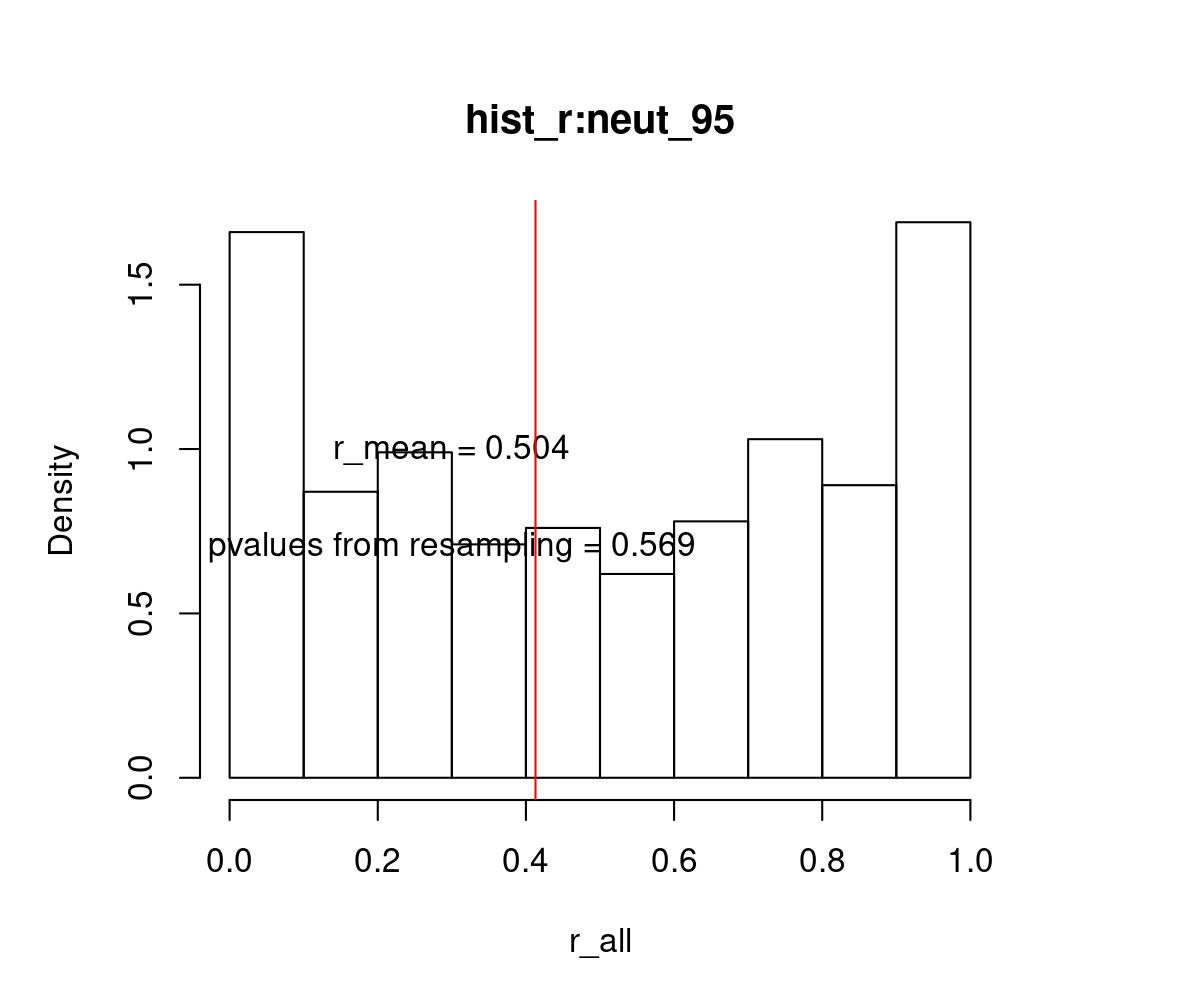 hist_r:neut_95
Density
1.5
1.0
0.5
0.0
r_mean = 0.504
pvalues from resampling = 0.569
0.0 0.2 0.4 0.6 0.8 1.0
r_all